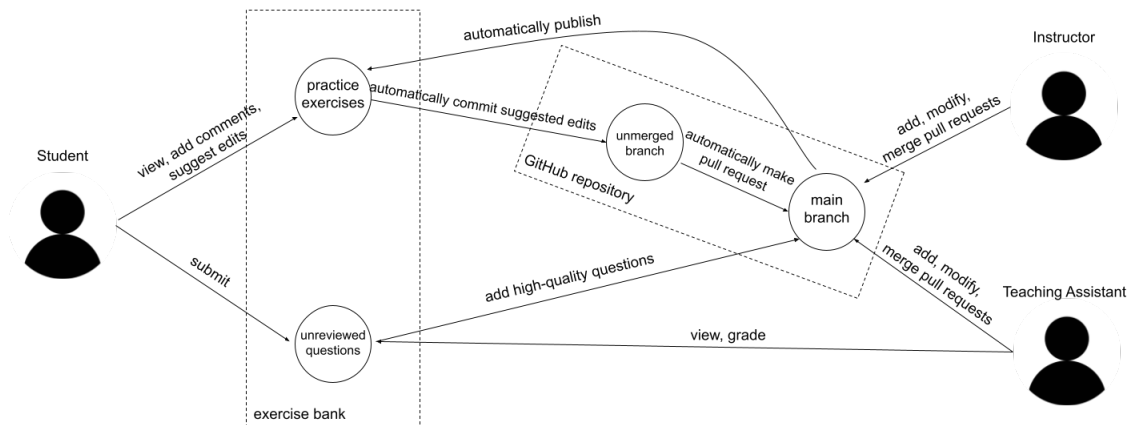 automatically publish
Instructor
practice
exercises
automatically commit suggested edits
add, modify,
merge pull requests
view, add comments,
suggest edits
unmerged
branch
automatically make
pull request
Student
GitHub repository
main
branch
submit
add high-quality questions
add, modify,
merge pull requests
Teaching Assistant
unreviewed
questions
view, grade
exercise bank